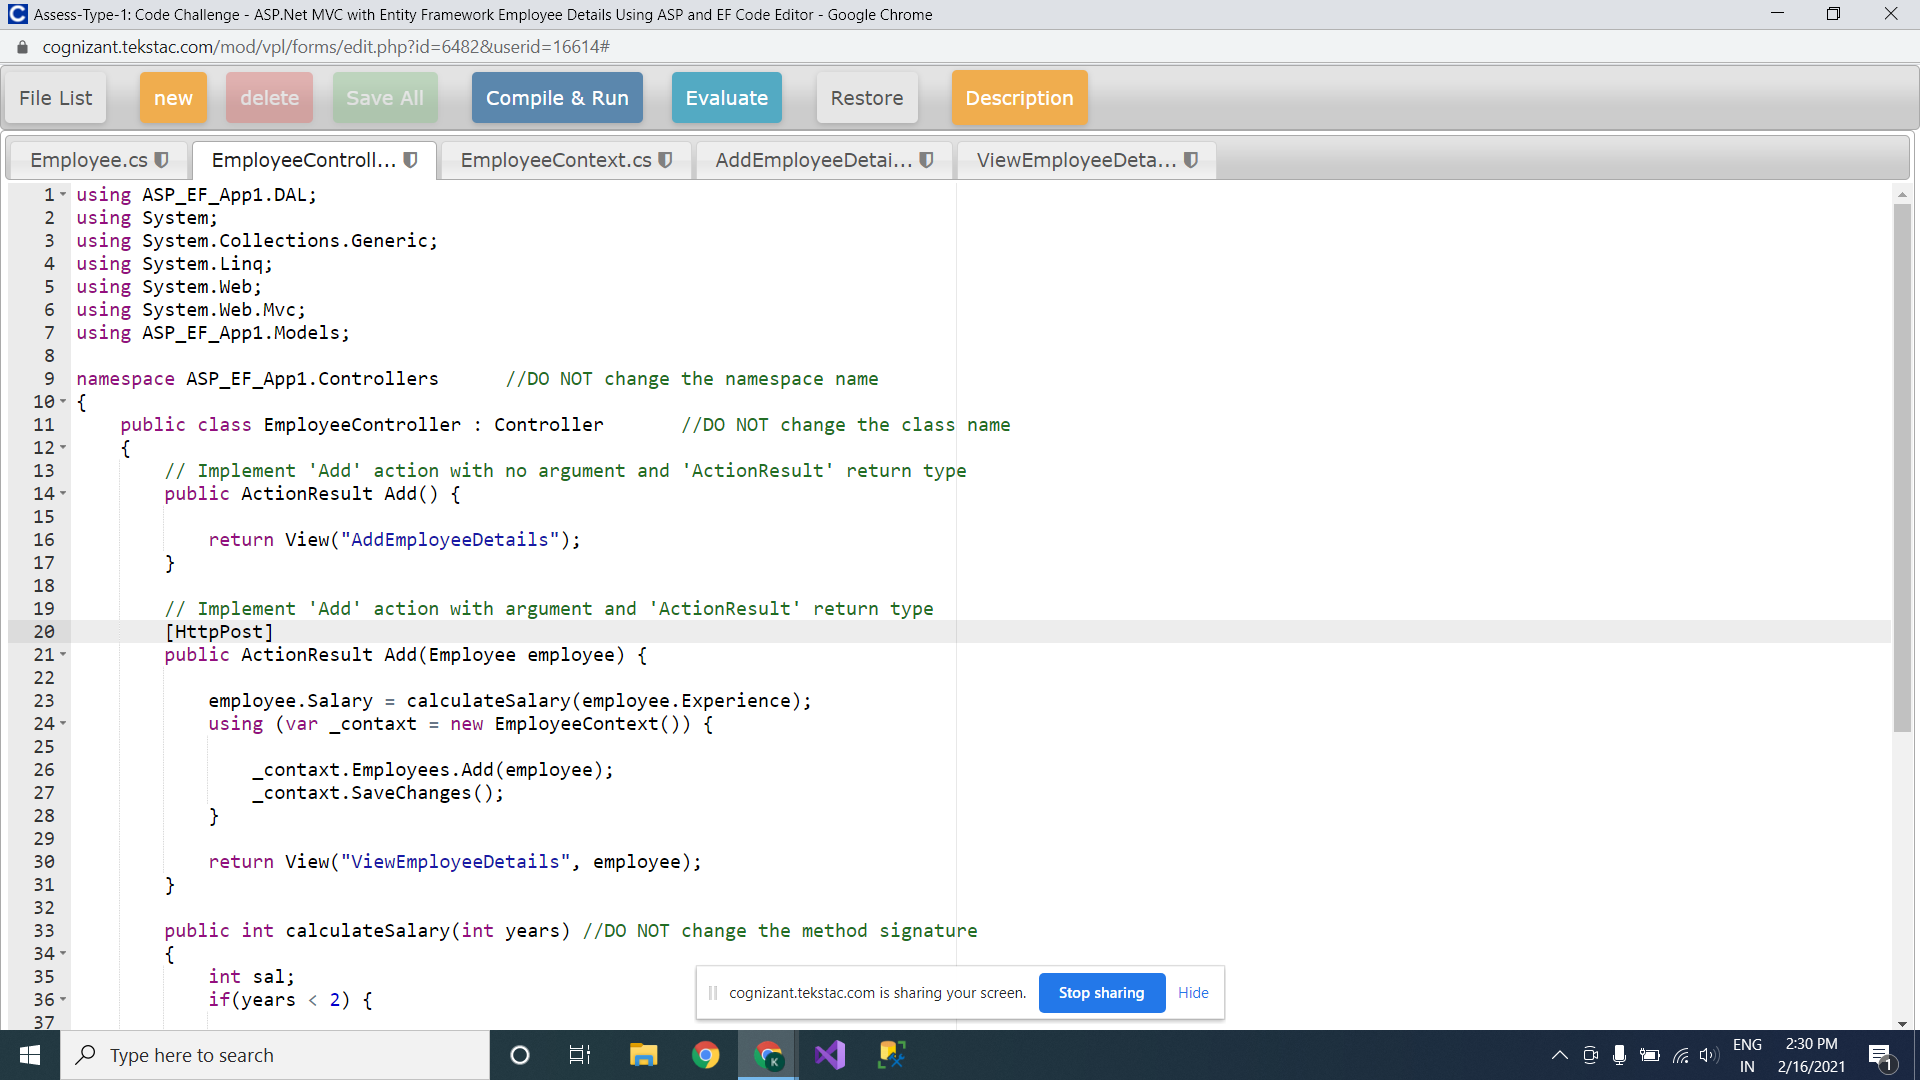 Assess-Type-1: Code Challenge - ASP.Net MVC with Entity Framework Employee Details Using ASP and EF Code Editor - Google Chrome
cognizant.tekstac.com/mod/vpl/forms/edit.php?id=6482&userid=16614#
File List new delete Save All Compile & Run Evaluate Restore Description
Employee.cs EmployeeControll... EmployeeContext.cs AddEmployeeDetai... ViewEmployeeDeta...
1 using ASP_EF_App1.DAL;
2 using System;
3 using System.Collections.Generic;
4 using System.Linq;
5 using System.Web;
6 using System.Web.Mvc;
7 using ASP_EF_App1.Models;
8
9 namespace ASP_EF_App1.Controllers //DO NOT change the namespace name
10 {
11 public class EmployeeController : Controller //DO NOT change the class name
12 {
13 // Implement 'Add' action with no argument and 'ActionResult' return type
14 public ActionResult Add() {
15
16 return View("AddEmployeeDetails");
17 }
18
19 // Implement 'Add' action with argument and 'ActionResult' return type
20 [HttpPost]
21 public ActionResult Add(Employee employee) {
22
23 employee.Salary = calculateSalary(employee.Experience);
24 using (var _contaxt = new EmployeeContext()) {
25
26 _contaxt.Employees.Add(employee);
27 _contaxt.SaveChanges();
28 }
29
30 return View("ViewEmployeeDetails", employee);
31 }
32
33 public int calculateSalary(int years) //DO NOT change the method signature
34 {
35 int sal;
36 if(years < 2) {
37
cognizant.tekstac.com is sharing your screen. Stop sharing Hide
Type here to search
K
ENG
IN
2:30 PM
2/16/2021
1